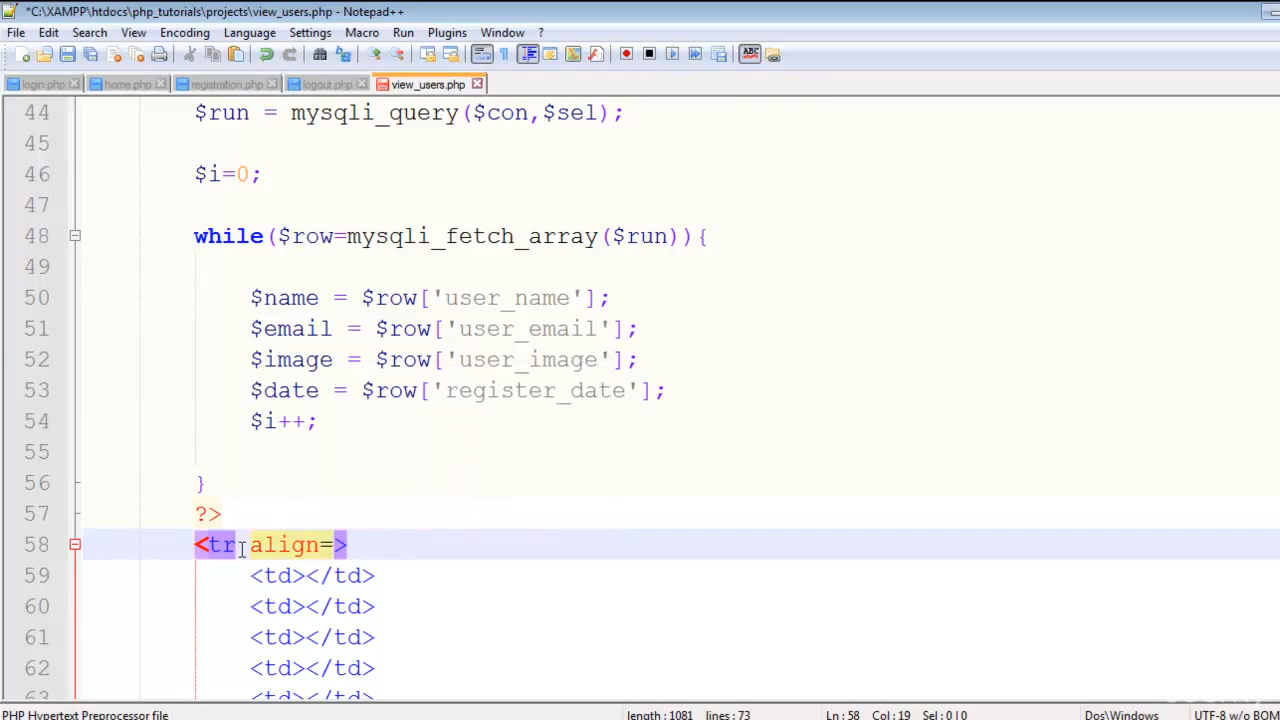 *C:\XAMPP\htdocs\php_tutorials\projects\view_users.php - Notepad++
File Edit Search View Encoding Language Settings Macro Run Plugins Window ?
login.php home.php registration.php logout.php view_users.php
44 $run = mysqli_query($con,$sel);
45
46 $i=0;
47
48 while($row=mysqli_fetch_array($run)){
49
50 $name = $row['user_name'];
51 $email = $row['user_email'];
52 $image = $row['user_image'];
53 $date = $row['register_date'];
54 $i++;
55
56 }
57 ?>
58 <tr align=>
59 <td></td>
60 <td></td>
61 <td></td>
62 <td></td>
63 <td></td>
PHP Hypertext Preprocessor file length : 1081 lines : 73 Ln : 58 Col : 19 Sel : 0 | 0 Dos\Windows UTF-8 w/o BOM